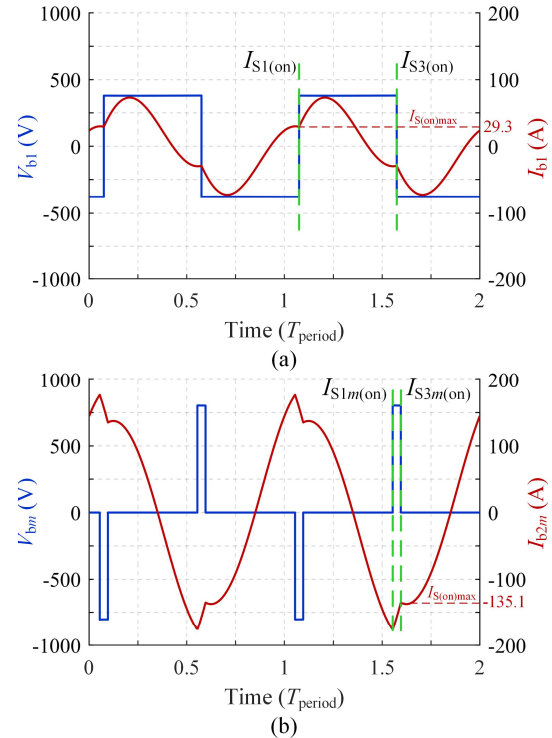 1000
200
I_S1(on)
I_S3(on)
500
100
I_S(on)max
29.3
V_b1 (V)
0
0
I_b1 (A)
-500
-100
-1000
-200
0
0.5
1
1.5
2
Time (T_period)
(a)
1000
200
I_S1m(on)
I_S3m(on)
500
100
V_bm (V)
0
0
I_b2m (A)
-500
-100
I_S(on)max
-135.1
-1000
-200
0
0.5
1
1.5
2
Time (T_period)
(b)